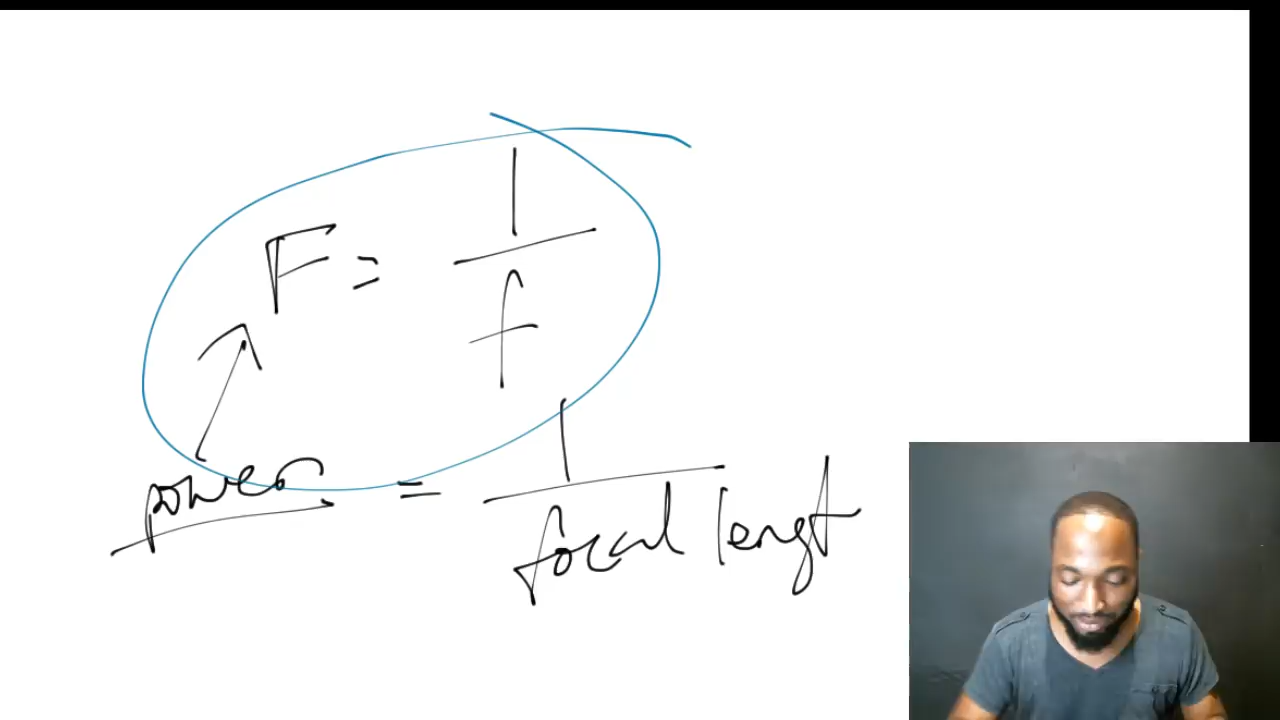 F = 1/f
power = 1/focal lengt